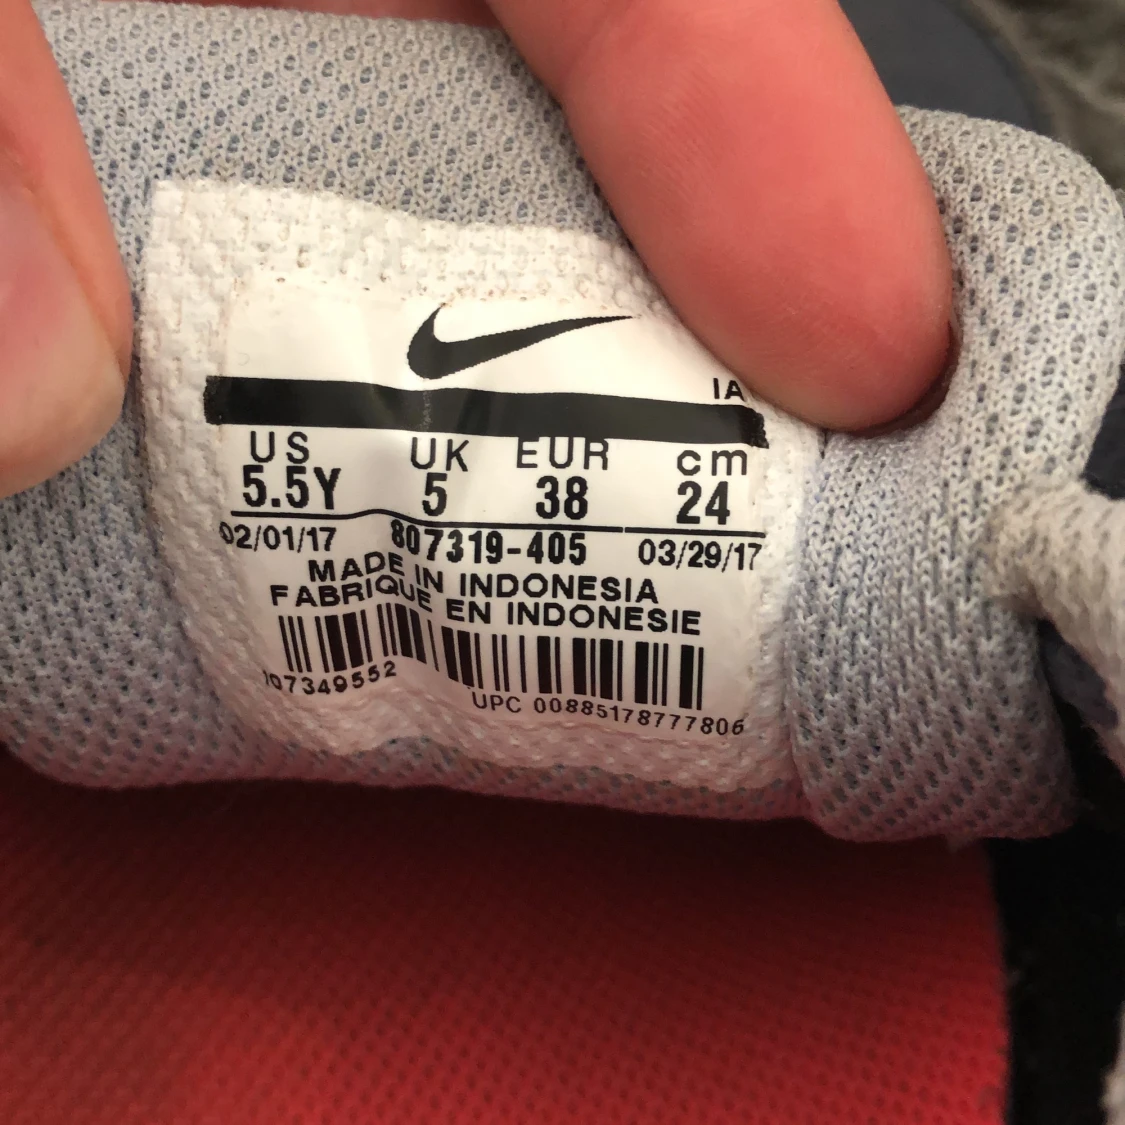 IA
US UK EUR cm
5.5Y 5 38 24
02/01/17 807319-405 03/29/17
MADE IN INDONESIA
FABRIQUE EN INDONESIE
07349552
UPC 00885178777806